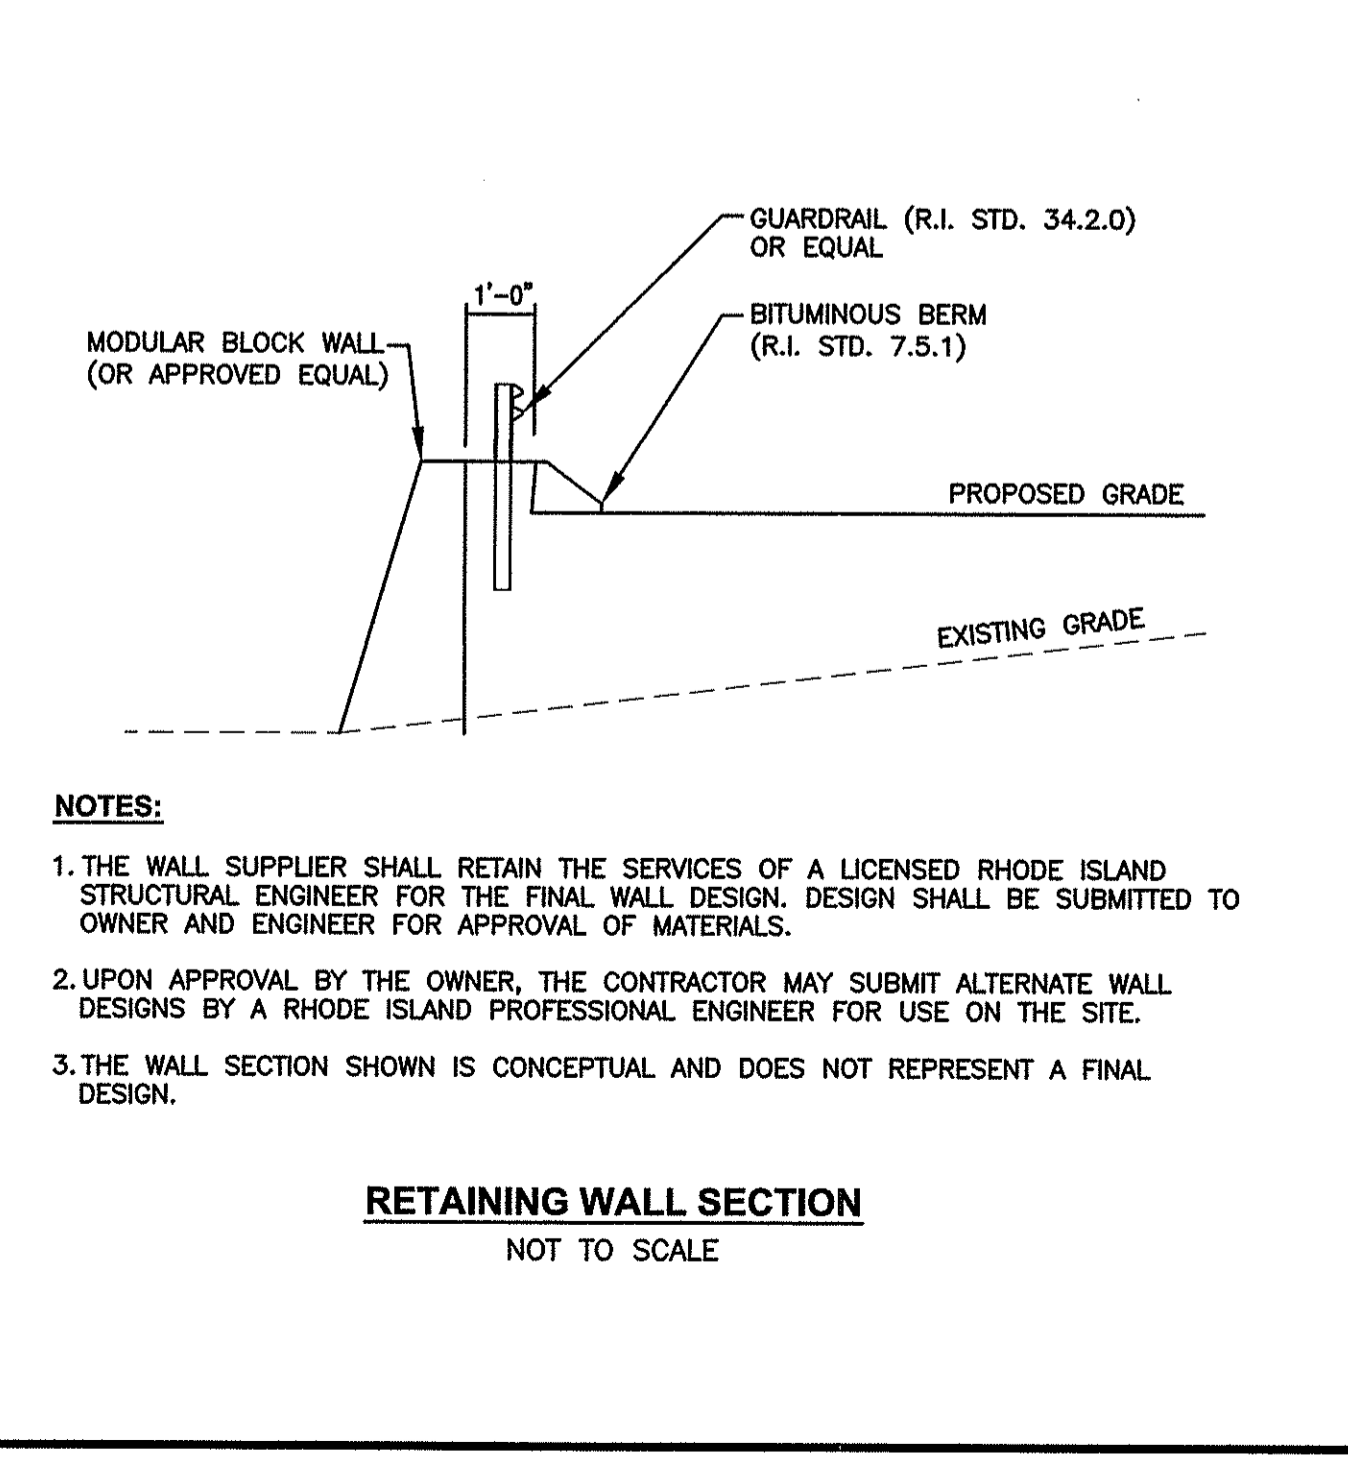 GUARDRAIL (R.I. STD. 34.2.0)
OR EQUAL
1'-0"
BITUMINOUS BERM
(R.I. STD. 7.5.1)
MODULAR BLOCK WALL
(OR APPROVED EQUAL)
PROPOSED GRADE
EXISTING GRADE
NOTES:
1. THE WALL SUPPLIER SHALL RETAIN THE SERVICES OF A LICENSED RHODE ISLAND
STRUCTURAL ENGINEER FOR THE FINAL WALL DESIGN. DESIGN SHALL BE SUBMITTED TO
OWNER AND ENGINEER FOR APPROVAL OF MATERIALS.
2. UPON APPROVAL BY THE OWNER, THE CONTRACTOR MAY SUBMIT ALTERNATE WALL
DESIGNS BY A RHODE ISLAND PROFESSIONAL ENGINEER FOR USE ON THE SITE.
3. THE WALL SECTION SHOWN IS CONCEPTUAL AND DOES NOT REPRESENT A FINAL
DESIGN.
RETAINING WALL SECTION
NOT TO SCALE